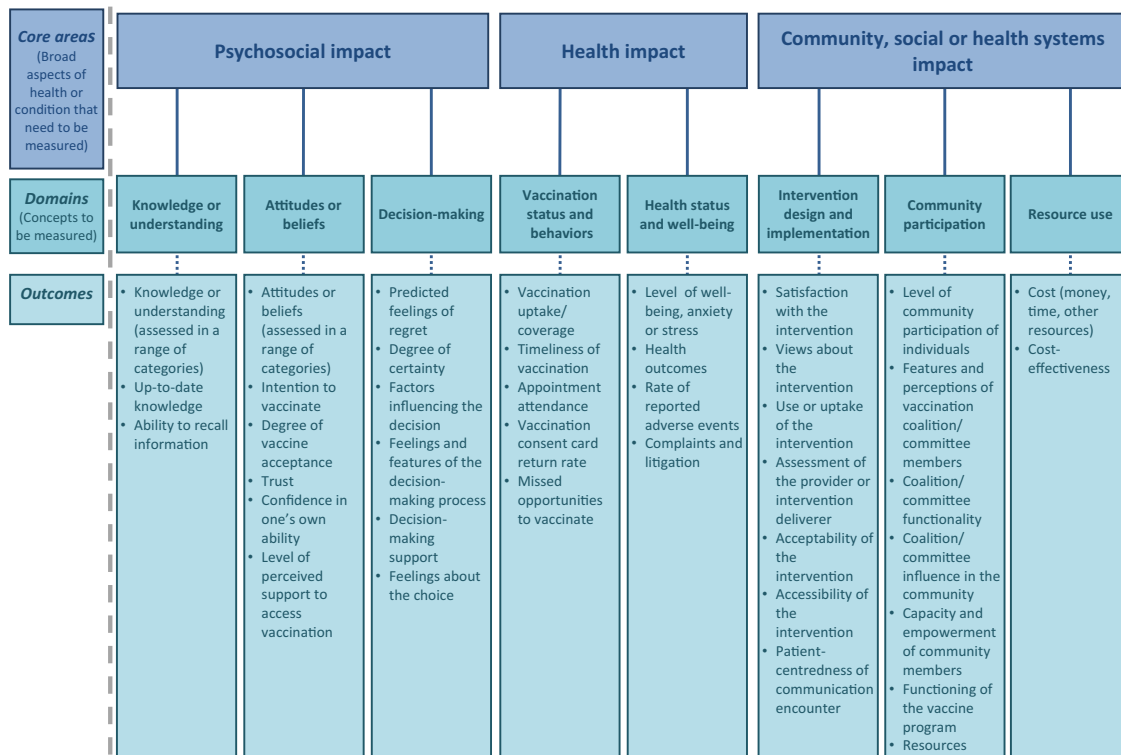 Core areas
(Broad
aspects of
health or
condition that
need to be
measured)
Psychosocial impact
Health impact
Community, social or health systems
impact
Domains
(Concepts to
be measured)
Knowledge or
understanding
Attitudes or
beliefs
Decision-making
Vaccination
status and
behaviors
Health status
and well-being
Intervention
design and
implementation
Community
participation
Resource use
Outcomes
• Knowledge or
understanding
(assessed in a
range of
categories)
• Up-to-date
knowledge
• Ability to recall
information
• Attitudes or
beliefs
(assessed in a
range of
categories)
• Intention to
vaccinate
• Degree of
vaccine
acceptance
• Trust
• Confidence in
one's own
ability
• Level of
perceived
support to
access
vaccination
• Predicted
feelings of
regret
• Degree of
certainty
• Factors
influencing the
decision
• Feelings and
features of the
decision-
making process
• Decision-
making
support
• Feelings about
the choice
• Vaccination
uptake/
coverage
• Timeliness of
vaccination
• Appointment
attendance
• Vaccination
consent card
return rate
• Missed
opportunities
to vaccinate
• Level of well-
being, anxiety
or stress
• Health
outcomes
• Rate of
reported
adverse events
• Complaints and
litigation
• Satisfaction
with the
intervention
• Views about
the
intervention
• Use or uptake
of the
intervention
• Assessment of
the provider or
intervention
deliverer
• Acceptability of
the
intervention
• Accessibility of
the
intervention
• Patient-
centredness of
communication
encounter
• Level of
community
participation of
individuals
• Features and
perceptions of
vaccination
coalition/
committee
members
• Coalition/
committee
functionality
• Coalition/
committee
influence in the
community
• Capacity and
empowerment
of community
members
• Functioning of
the vaccine
program
• Resources
• Cost (money,
time, other
resources)
• Cost-
effectiveness